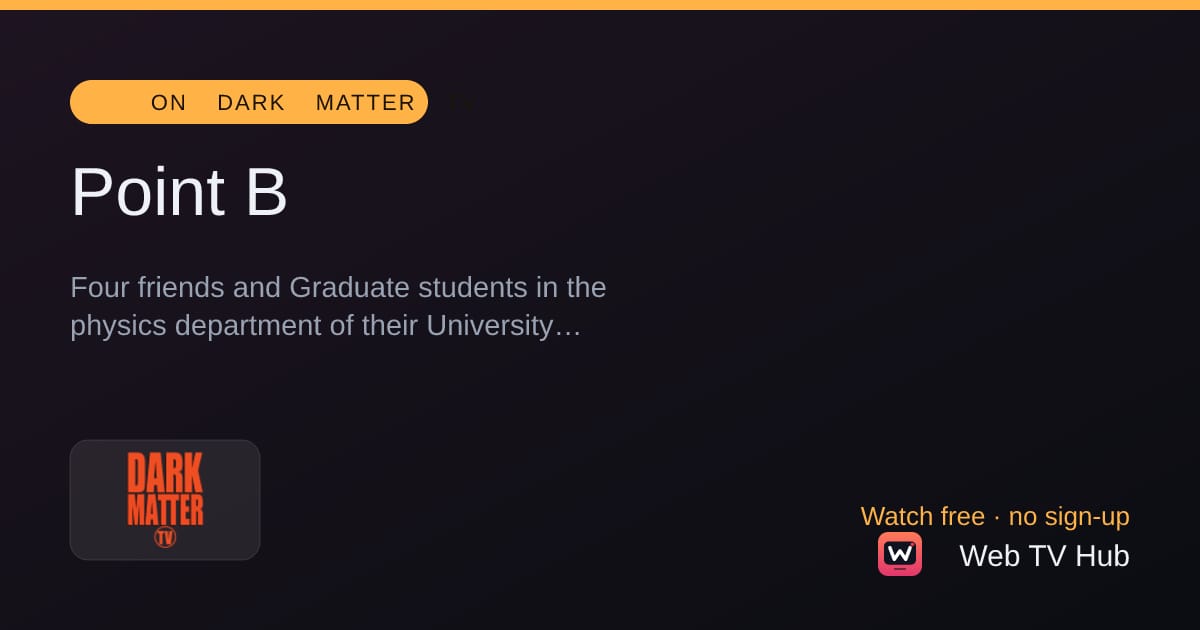 ON DARK MATTER TV
Point B
Four friends and Graduate students in the
physics department of their University…
DARK
MATTER
TV
Watch free · no sign-up
W
Web TV Hub